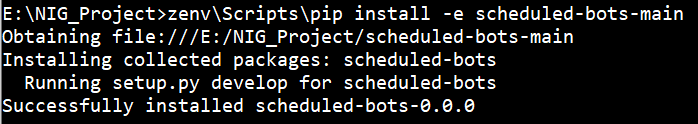 E:\NIG_Project>zenv\Scripts\pip install -e scheduled-bots-main
Obtaining file:///E:/NIG_Project/scheduled-bots-main
Installing collected packages: scheduled-bots
  Running setup.py develop for scheduled-bots
Successfully installed scheduled-bots-0.0.0